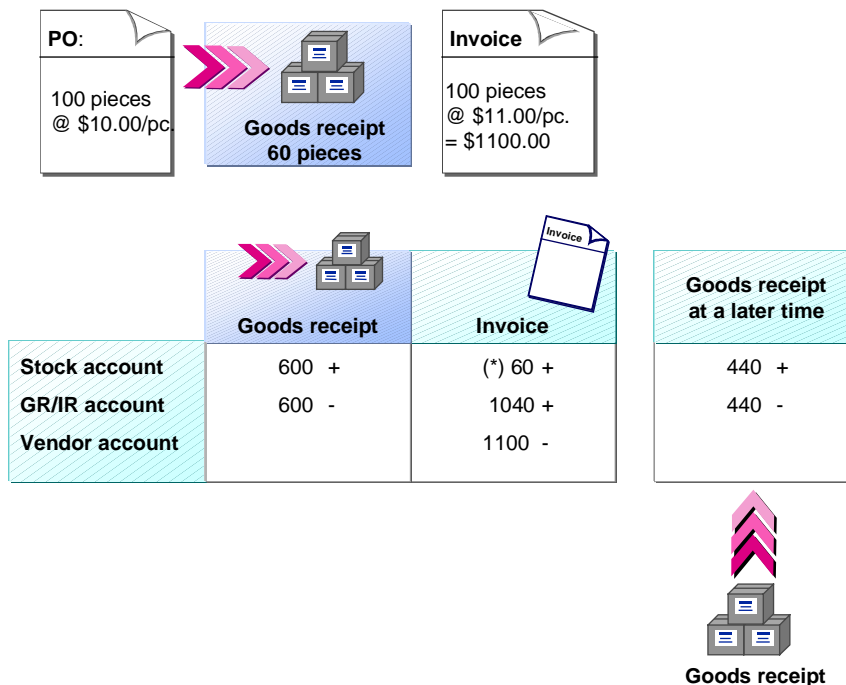 PO:
100 pieces
@ $10.00/pc.
Goods receipt
60 pieces
Invoice
100 pieces
@ $11.00/pc.
= $1100.00
Invoice
Goods receipt
Invoice
Goods receipt
at a later time
Stock account 600 + (*) 60 + 440 +
GR/IR account 600 - 1040 + 440 -
Vendor account 1100 -
Goods receipt